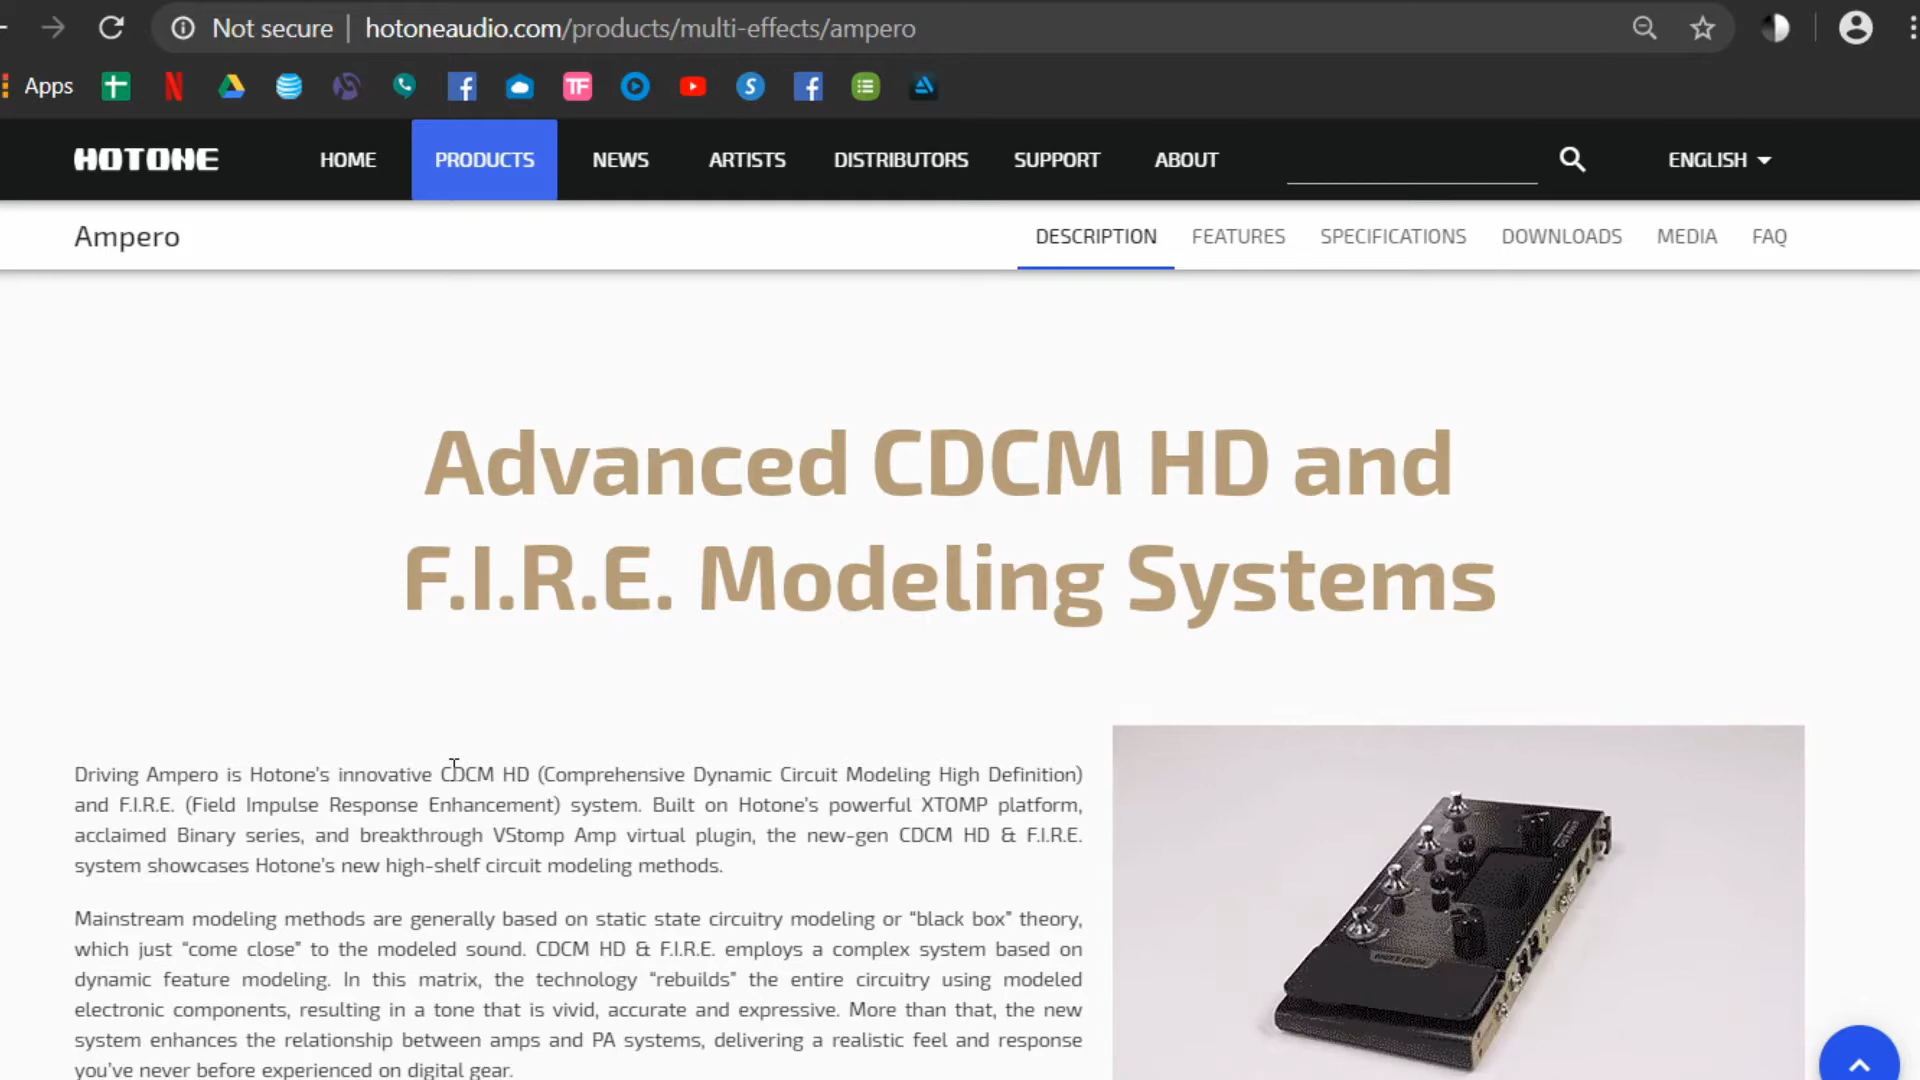 Not secure | hotoneaudio.com/products/multi-effects/ampero
Apps
TF
HOTONE HOME PRODUCTS NEWS ARTISTS DISTRIBUTORS SUPPORT ABOUT ENGLISH
Ampero DESCRIPTION FEATURES SPECIFICATIONS DOWNLOADS MEDIA FAQ
Advanced CDCM HD and
F.I.R.E. Modeling Systems
Driving Ampero is Hotone's innovative CDCM HD (Comprehensive Dynamic Circuit Modeling High Definition)
and F.I.R.E. (Field Impulse Response Enhancement) system. Built on Hotone's powerful XTOMP platform,
acclaimed Binary series, and breakthrough VStomp Amp virtual plugin, the new-gen CDCM HD & F.I.R.E.
system showcases Hotone's new high-shelf circuit modeling methods.
Mainstream modeling methods are generally based on static state circuitry modeling or “black box” theory,
which just “come close” to the modeled sound. CDCM HD & F.I.R.E. employs a complex system based on
dynamic feature modeling. In this matrix, the technology “rebuilds” the entire circuitry using modeled
electronic components, resulting in a tone that is vivid, accurate and expressive. More than that, the new
system enhances the relationship between amps and PA systems, delivering a realistic feel and response
you've never before experienced on digital gear.